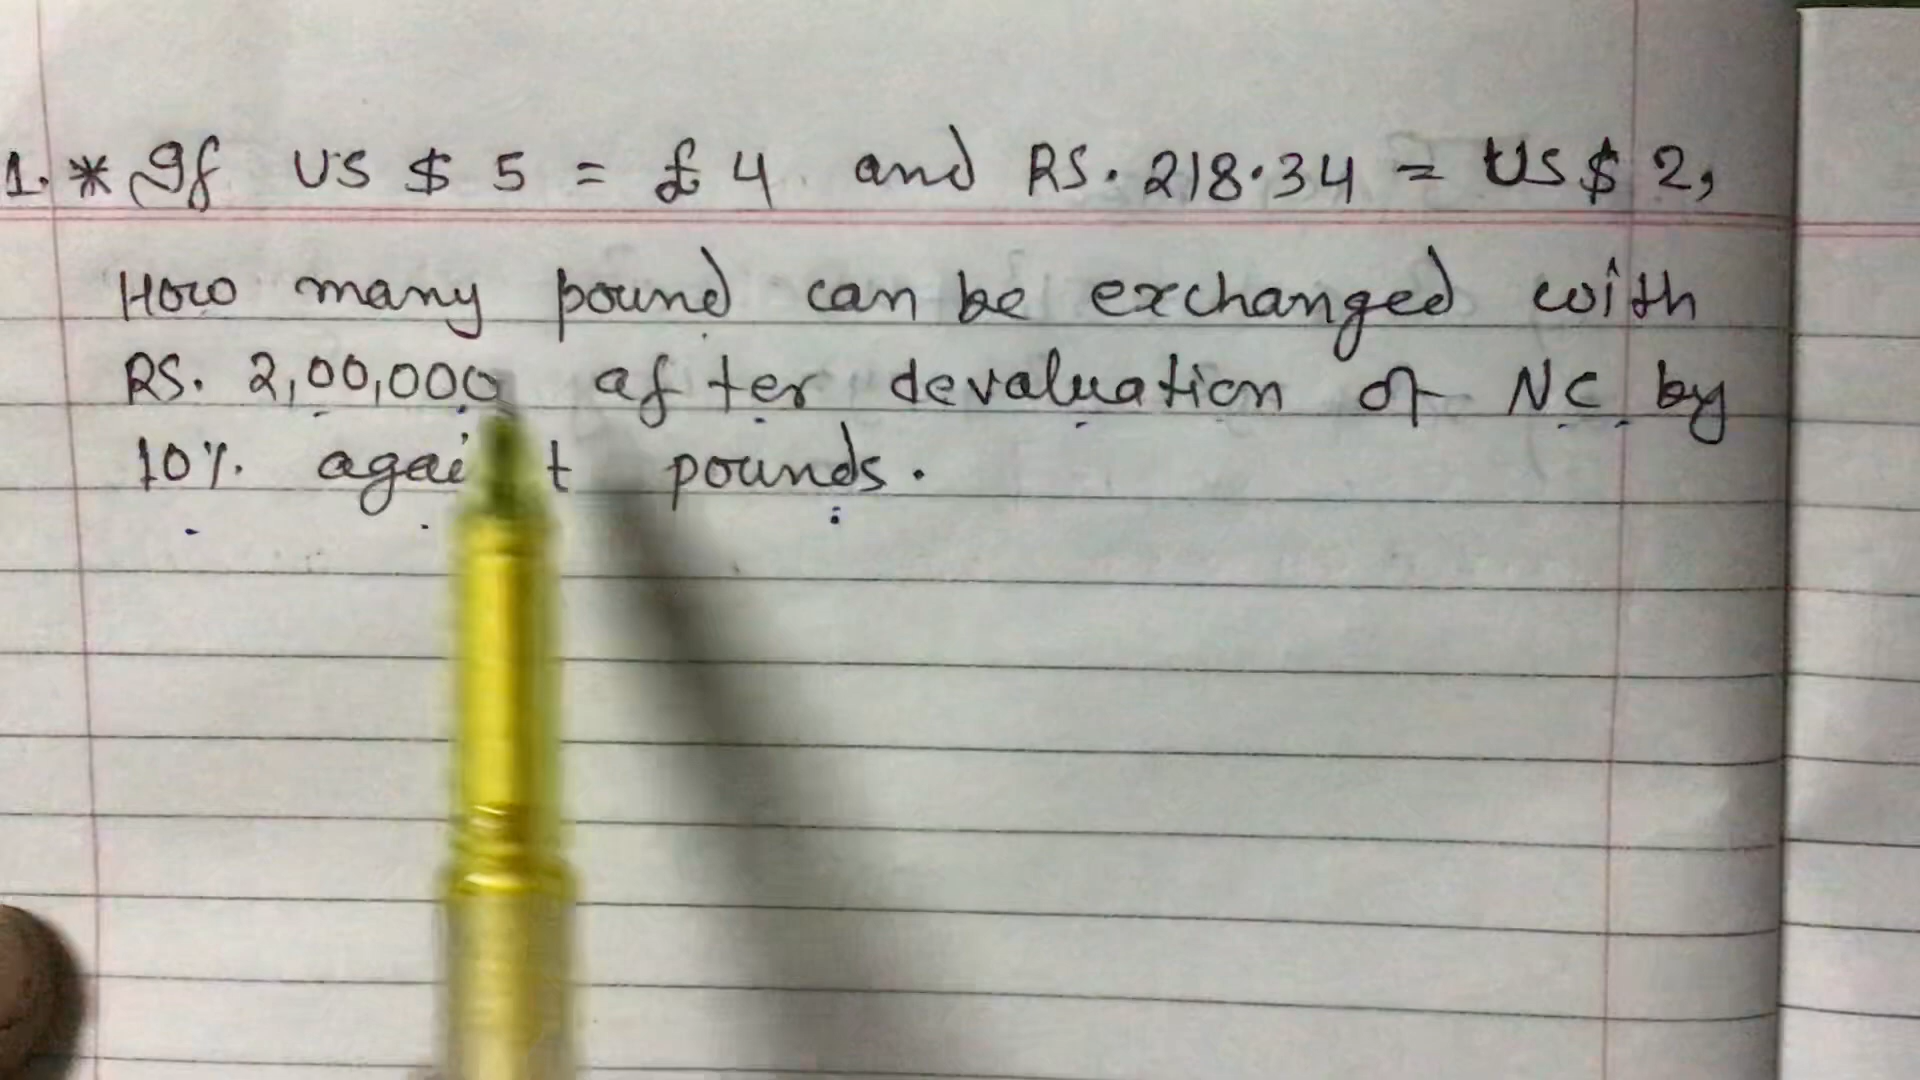 1. * If US $ 5 = £ 4 and RS. 218.34 = US $ 2,
How many pound can be exchanged with
RS. 2,00,000 after devaluation of NC by
10% pounds.